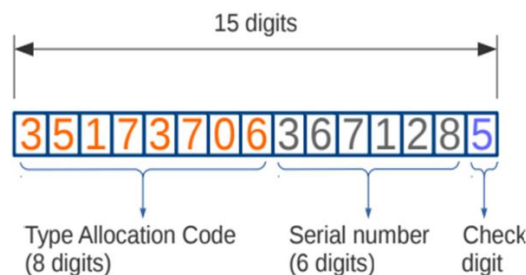 15 digits
351737063671285
Type Allocation Code
(8 digits)
Serial number
(6 digits)
Check
digit